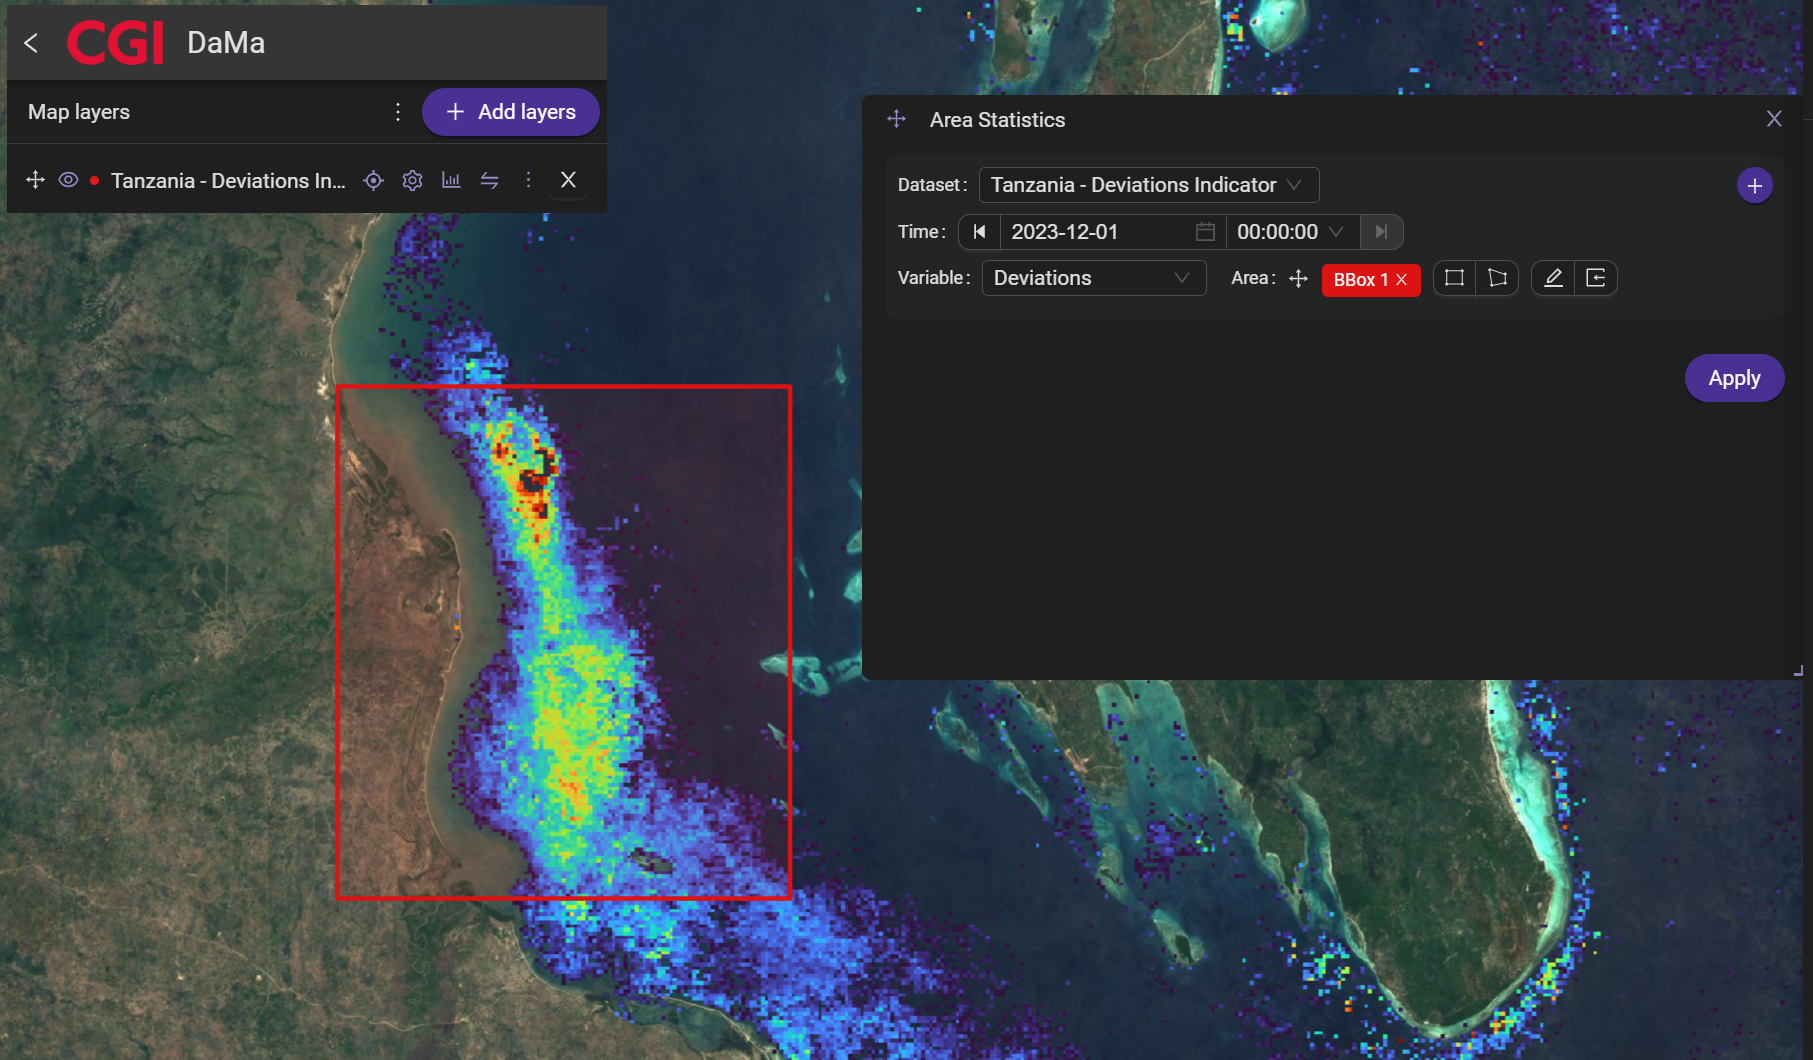 CGI DaMa
Map layers
+ Add layers
Tanzania - Deviations In...
Area Statistics
Dataset: Tanzania - Deviations Indicator
Time: 2023-12-01 00:00:00
Variable: Deviations Area: BBox 1
Apply